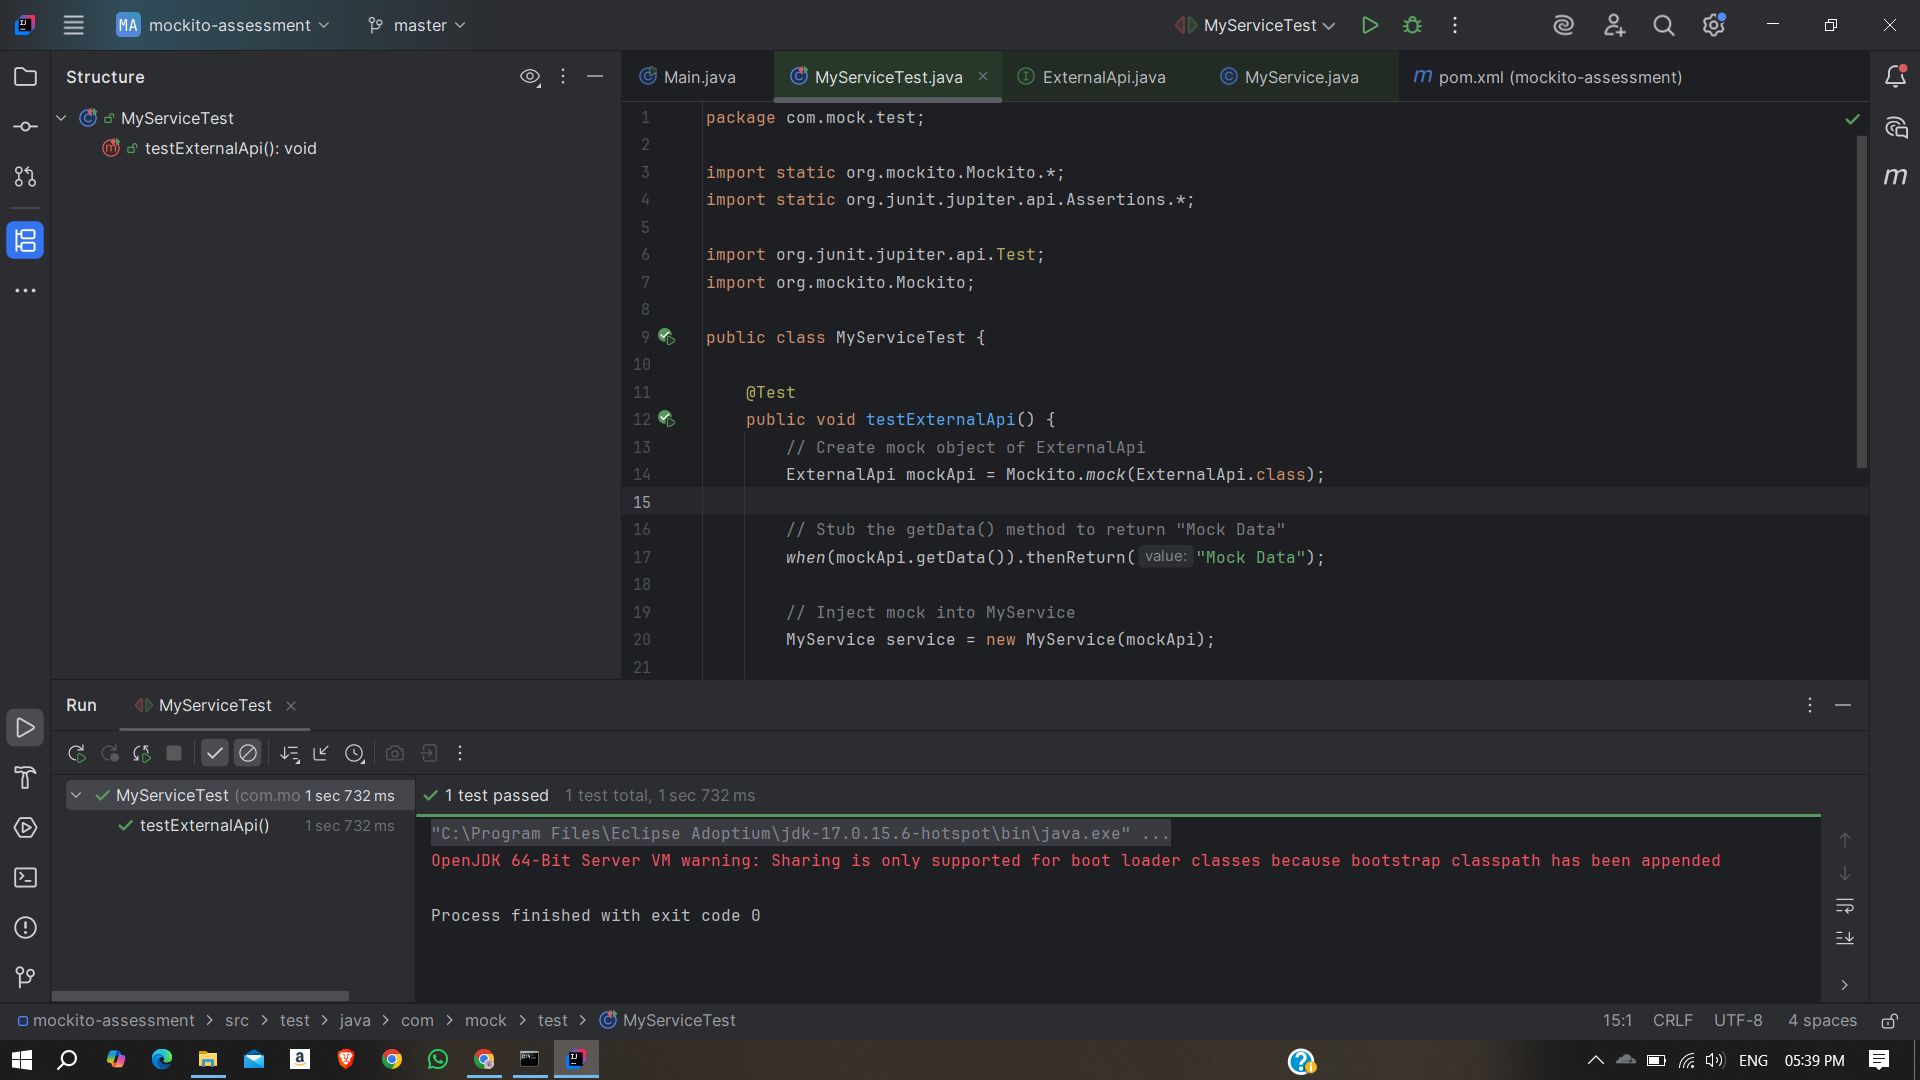 MA mockito-assessment master MyServiceTest
Structure
MyServiceTest
testExternalApi(): void
Main.java MyServiceTest.java ExternalApi.java MyService.java pom.xml (mockito-assessment)
1 package com.mock.test;
2
3 import static org.mockito.Mockito.*;
4 import static org.junit.jupiter.api.Assertions.*;
5
6 import org.junit.jupiter.api.Test;
7 import org.mockito.Mockito;
8
9 public class MyServiceTest {
10
11 @Test
12 public void testExternalApi() {
13 // Create mock object of ExternalApi
14 ExternalApi mockApi = Mockito.mock(ExternalApi.class);
15
16 // Stub the getData() method to return "Mock Data"
17 when(mockApi.getData()).thenReturn( value: "Mock Data");
18
19 // Inject mock into MyService
20 MyService service = new MyService(mockApi);
21
Run MyServiceTest
MyServiceTest (com.mo 1 sec 732 ms
testExternalApi() 1 sec 732 ms
1 test passed 1 test total, 1 sec 732 ms
"C:\Program Files\Eclipse Adoptium\jdk-17.0.15.6-hotspot\bin\java.exe" ...
OpenJDK 64-Bit Server VM warning: Sharing is only supported for boot loader classes because bootstrap classpath has been appended
Process finished with exit code 0
mockito-assessment > src > test > java > com > mock > test > MyServiceTest 15:1 CRLF UTF-8 4 spaces
ENG 05:39 PM